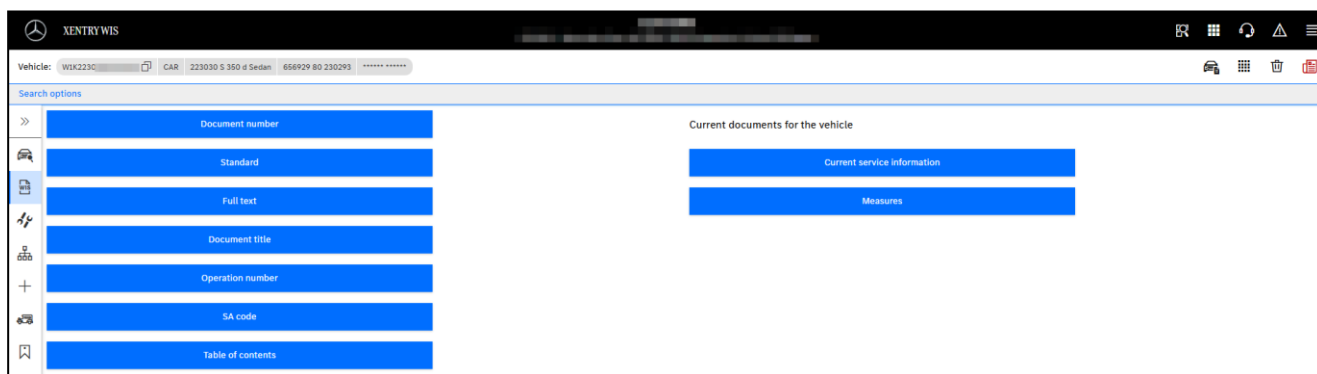 XENTRY WIS
Vehicle: W1K223C CAR 223030 S 350 d Sedan 656929 80 230293 ****** ******
Search options
Document number
Current documents for the vehicle
Standard
Current service information
WIS
Full text
Measures
Document title
Operation number
SA code
Table of contents